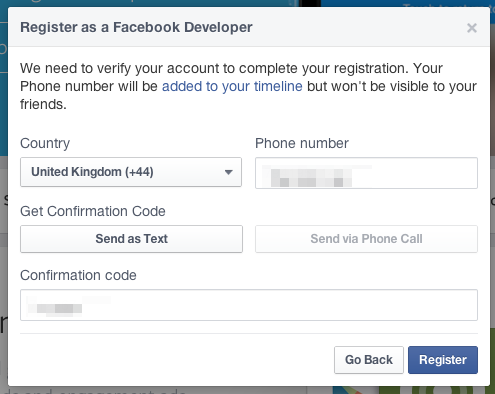 Register as a Facebook Developer
We need to verify your account to complete your registration. Your
Phone number will be added to your timeline but won't be visible to your
friends.
Country
Phone number
United Kingdom (+44)
Get Confirmation Code
Send as Text
Send via Phone Call
Confirmation code
Go Back
Register